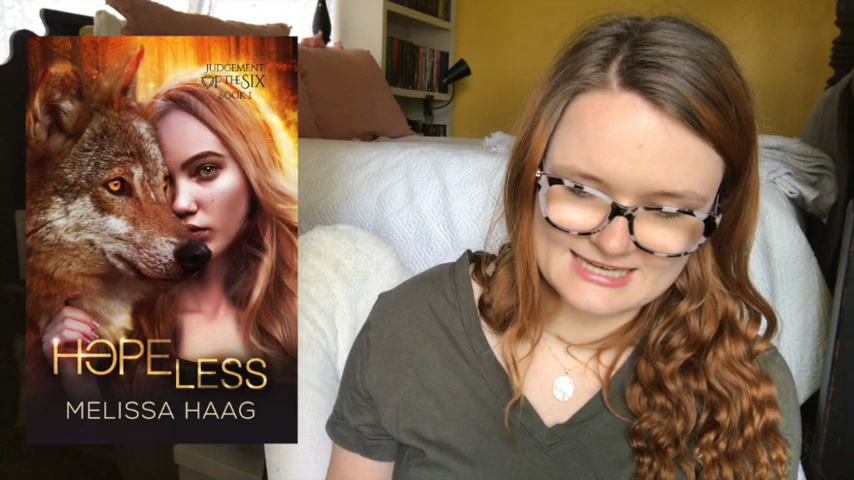 JUDGEMENT
OF THE SIX
BOOK 1
HOPELESS
MELISSA HAAG